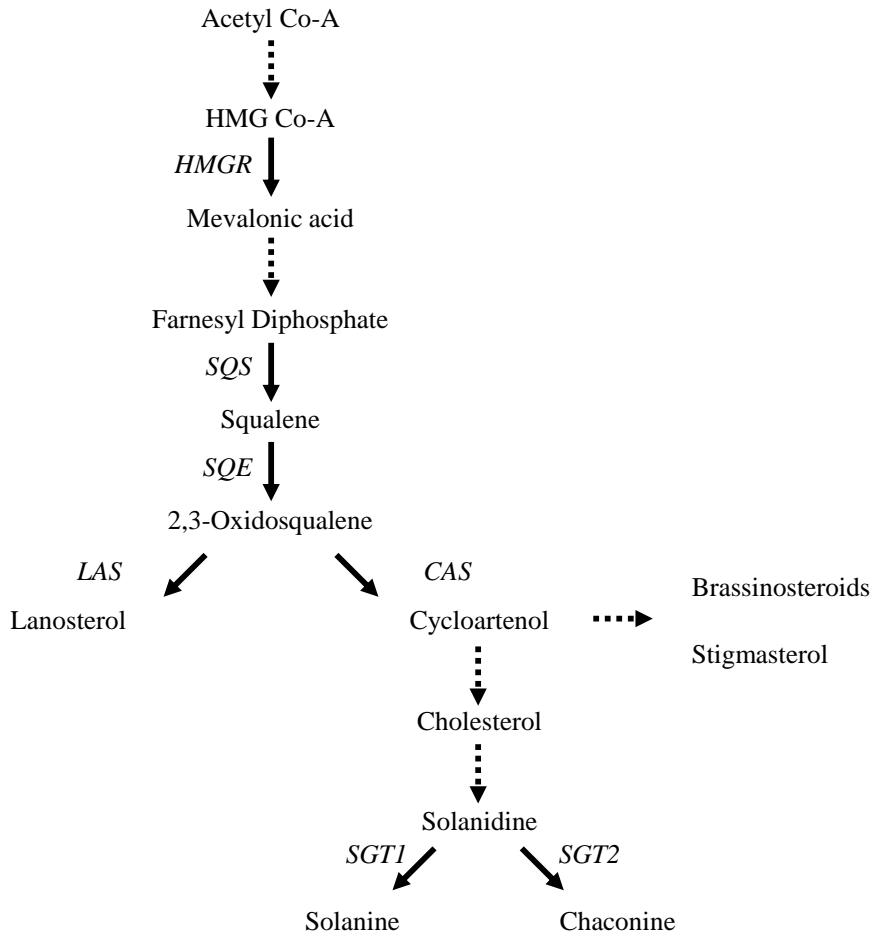 Acetyl Co-A
HMG Co-A
HMGR
Mevalonic acid
Farnesyl Diphosphate
SQS
Squalene
SQE
2,3-Oxidosqualene
LAS
CAS
Brassinosteroids
Lanosterol
Cycloartenol
Stigmasterol
Cholesterol
Solanidine
SGT1
SGT2
Solanine
Chaconine